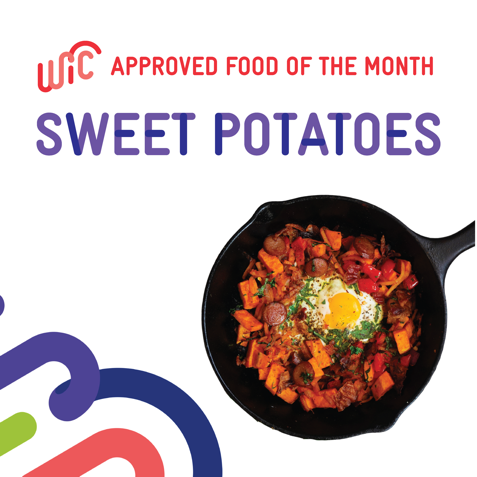 WiC APPROVED FOOD OF THE MONTH
SWEET POTATOES